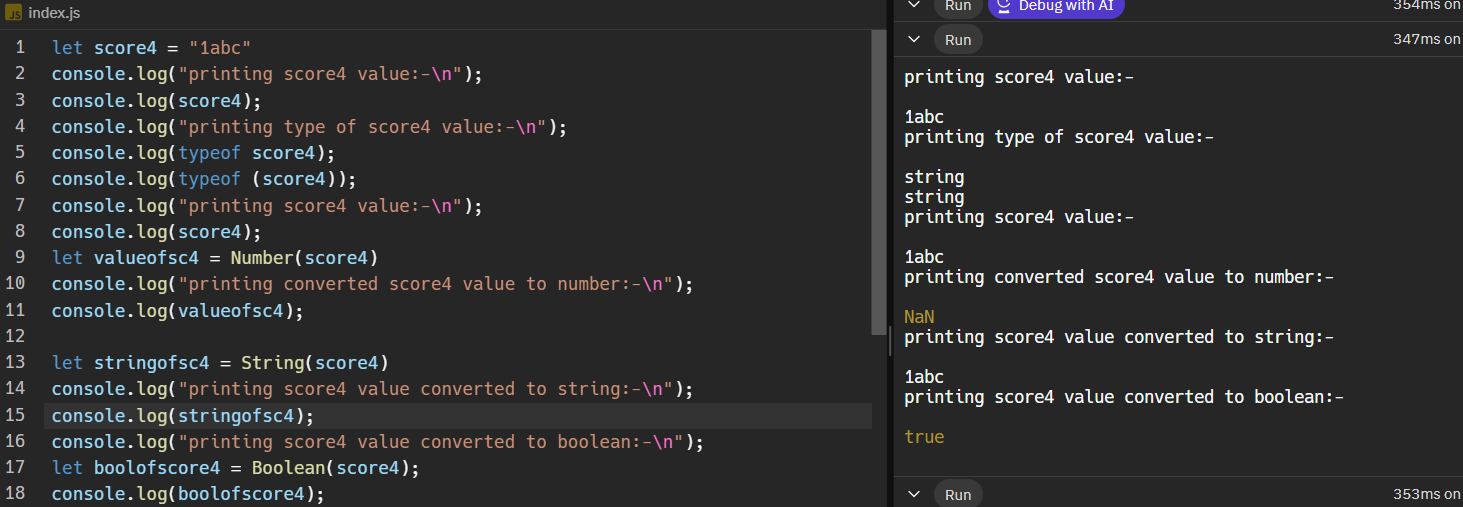 JS index.js
1 let score4 = "1abc"
2 console.log("printing score4 value:-\n");
3 console.log(score4);
4 console.log("printing type of score4 value:-\n");
5 console.log(typeof score4);
6 console.log(typeof (score4));
7 console.log("printing score4 value:-\n");
8 console.log(score4);
9 let valueofsc4 = Number(score4)
10 console.log("printing converted score4 value to number:-\n");
11 console.log(valueofsc4);
12
13 let stringofsc4 = String(score4)
14 console.log("printing score4 value converted to string:-\n");
15 console.log(stringofsc4);
16 console.log("printing score4 value converted to boolean:-\n");
17 let boolofscore4 = Boolean(score4);
18 console.log(boolofscore4);
Run Debug with AI 354ms on
Run 347ms on
printing score4 value:-
1abc
printing type of score4 value:-
string
string
printing score4 value:-
1abc
printing converted score4 value to number:-
NaN
printing score4 value converted to string:-
1abc
printing score4 value converted to boolean:-
true
Run 353ms on